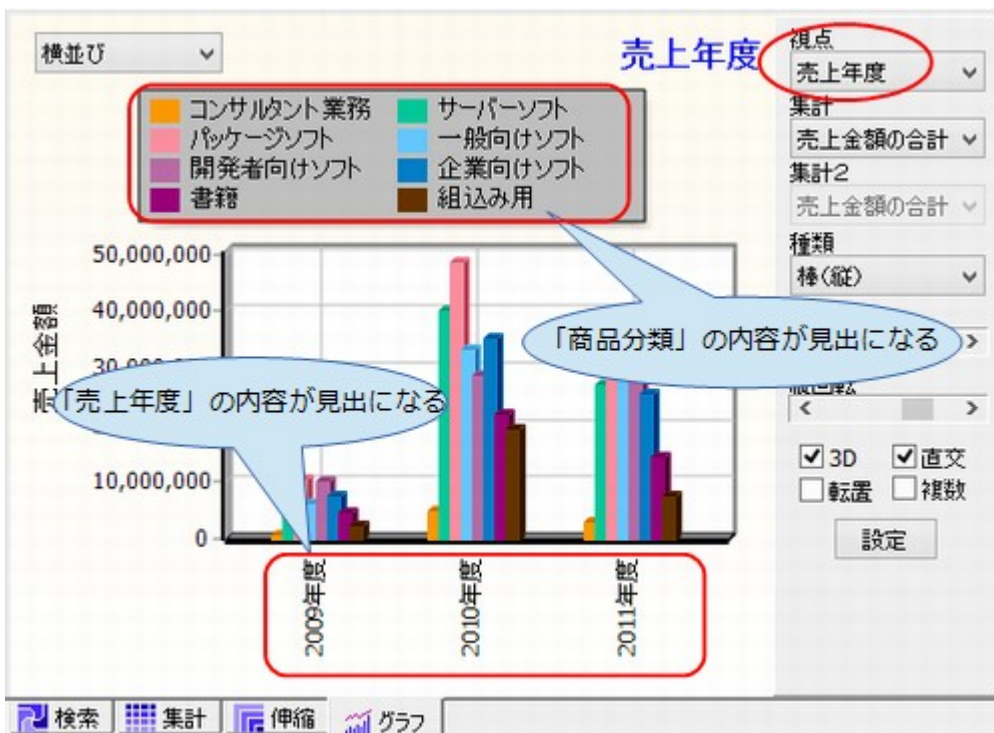 横並び
売上年度
視点
売上年度
集計
売上金額の合計
集計2
売上金額の合計
種類
棒(縦)
コンサルタント業務
サーバーソフト
パッケージソフト
一般向けソフト
開発者向けソフト
企業向けソフト
書籍
組込み用
売上金額
50,000,000
40,000,000
10,000,000
0
「商品分類」の内容が見出になる
「売上年度」の内容が見出になる
2009年度
2010年度
2011年度
3D
直交
転置
複数
設定
検索
集計
伸縮
グラフ